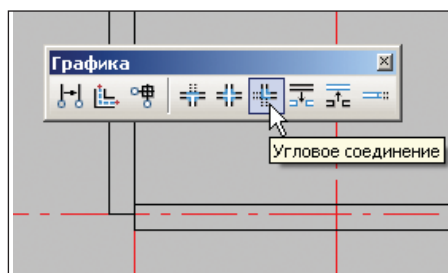 Графика
Угловое соединение